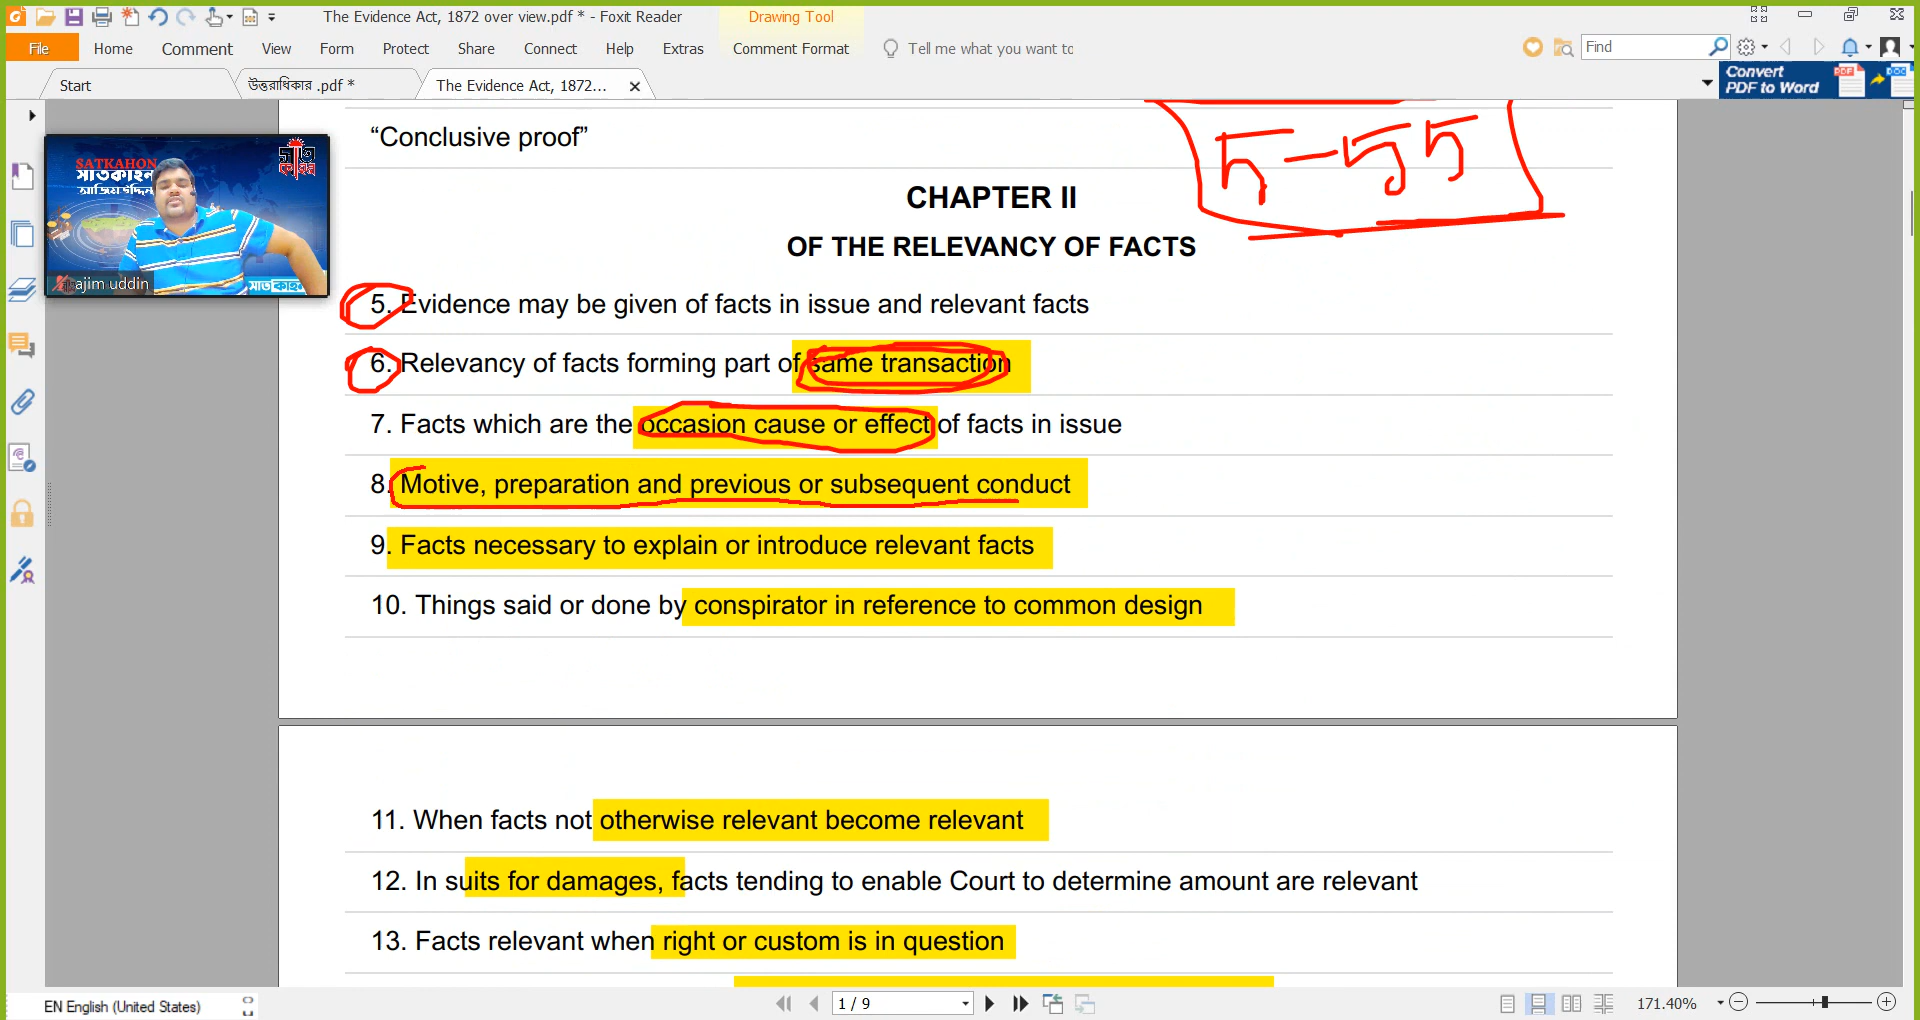 The Evidence Act, 1872 over view.pdf * - Foxit Reader
Drawing Tool
File Home Comment View Form Protect Share Connect Help Extras Comment Format Tell me what you want to
Find
Start
উত্তরাধিকার .pdf *
The Evidence Act, 1872...
Convert
PDF to Word
“Conclusive proof”
CHAPTER II
OF THE RELEVANCY OF FACTS
SATKAHON
সাতকাহন
ajim uddin
5. Evidence may be given of facts in issue and relevant facts
6. Relevancy of facts forming part of same transaction
7. Facts which are the occasion cause or effect of facts in issue
8. Motive, preparation and previous or subsequent conduct
9. Facts necessary to explain or introduce relevant facts
10. Things said or done by conspirator in reference to common design
11. When facts not otherwise relevant become relevant
12. In suits for damages, facts tending to enable Court to determine amount are relevant
13. Facts relevant when right or custom is in question
EN English (United States)
1 / 9
171.40%